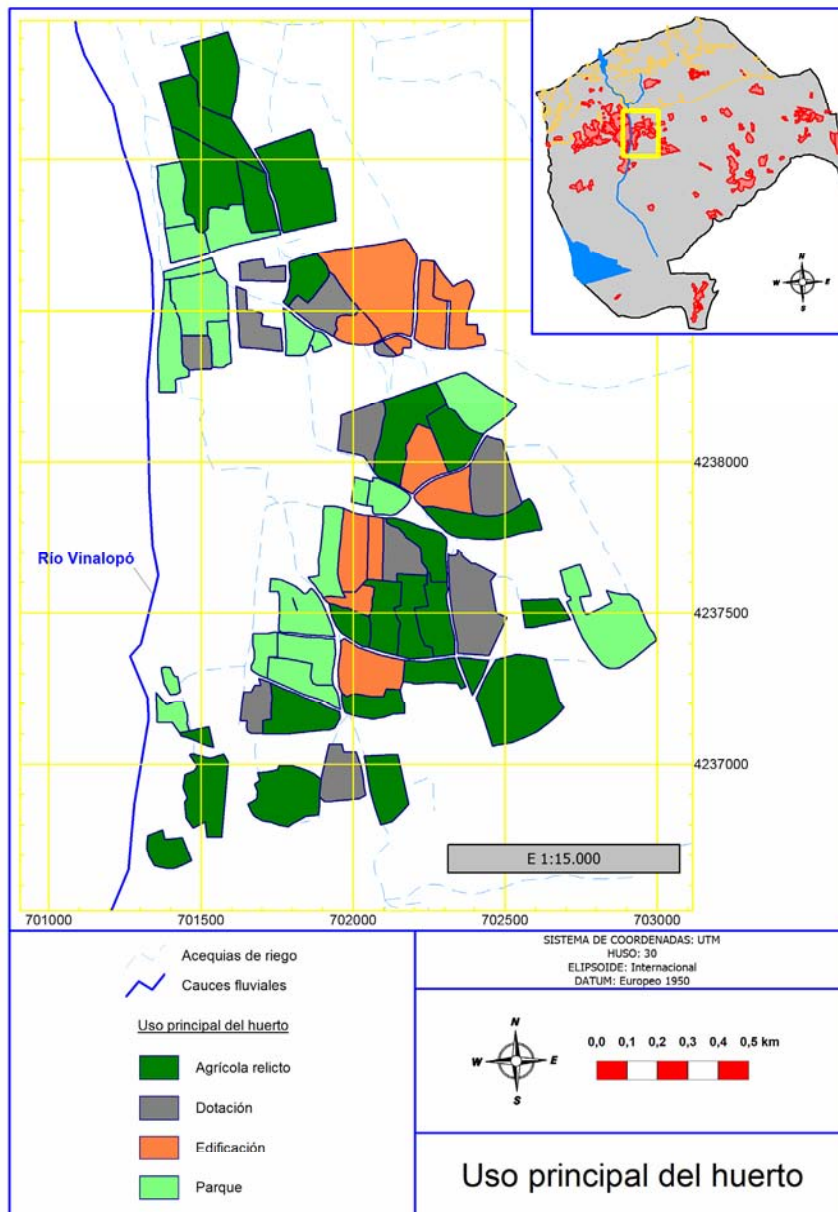 N
W E
S
4238000
Río Vinalopó
4237500
4237000
E 1:15.000
701000 701500 702000 702500 703000
Acequias de riego
Cauces fluviales
Uso principal del huerto
Agrícola relicto
Dotación
Edificación
Parque
SISTEMA DE COORDENADAS: UTM
HUSO: 30
ELIPSOIDE: Internacional
DATUM: Europeo 1950
N
W E
S
0,0 0,1 0,2 0,3 0,4 0,5 km
Uso principal del huerto